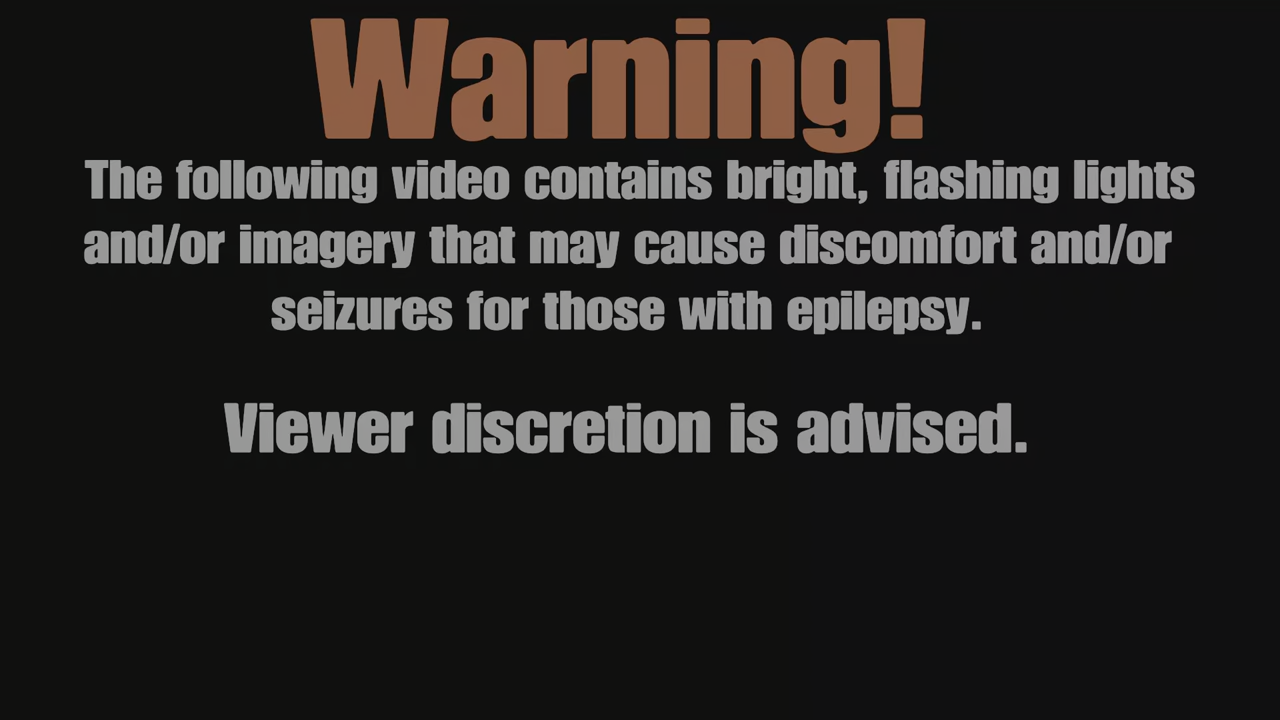 Warning!
The following video contains bright, flashing lights
and/or imagery that may cause discomfort and/or
seizures for those with epilepsy.
Viewer discretion is advised.